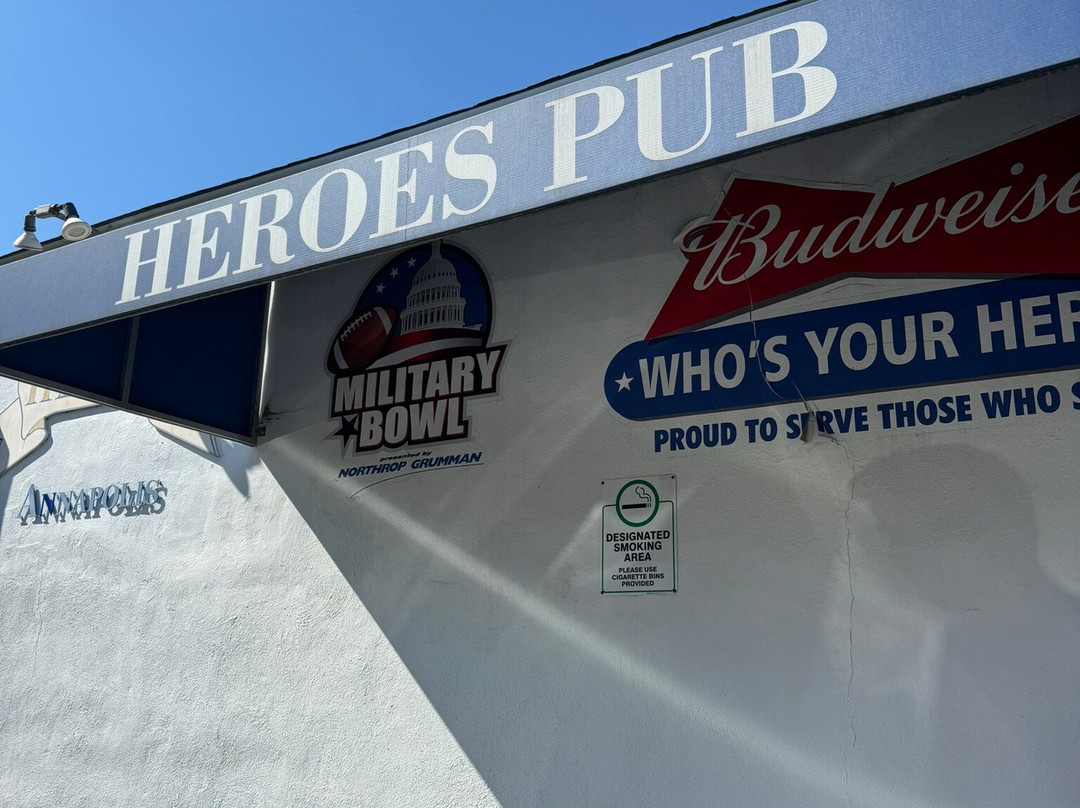 HEROES PUB
MILITARY
BOWL
presented by
NORTHROP GRUMMAN
Budweise
WHO'S YOUR HER
PROUD TO SERVE THOSE WHO S
ANNAPOLIS
DESIGNATED
SMOKING
AREA
PLEASE USE
CIGARETTE BINS
PROVIDED